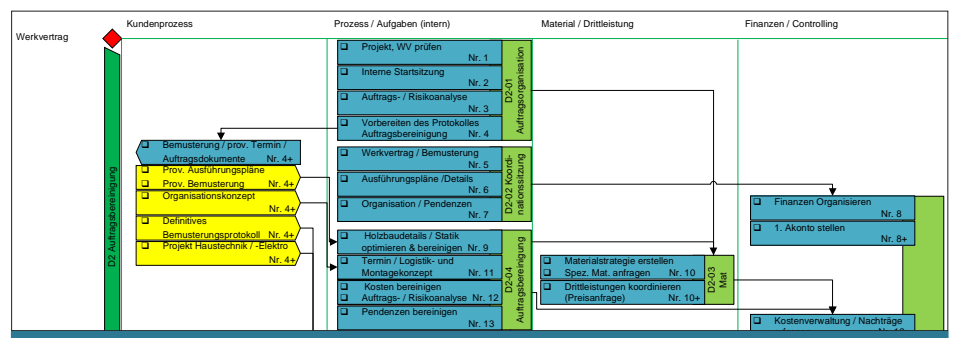 Kundenprozess
Prozess / Aufgaben (intern)
Material / Drittleistung
Finanzen / Controlling
Werkvertrag
D2 Auftragsbereinigung
Bemusterung / prov. Termin /
Auftragsdokumente Nr. 4+
Prov. Ausführungspläne
Prov. Bemusterung Nr. 4+
Organisationskonzept
Nr. 4+
Definitives
Bemusterungsprotokoll Nr. 4+
Projekt Haustechnik / -Elektro
Nr. 4+
Projekt, WV prüfen
Nr. 1
Interne Startsitzung
Nr. 2
Auftrags- / Risikoanalyse
Nr. 3
Vorbereiten des Protokolles
Auftragsbereinigung Nr. 4
D2-01
Auftragsorganisation
Werkvertrag / Bemusterung
Nr. 5
Ausführungspläne /Details
Nr. 6
Organisation / Pendenzen
Nr. 7
D2-02 Koordi-
nationssitzung
Holzbaudetails / Statik
optimieren & bereinigen Nr. 9
Termin / Logistik- und
Montagekonzept Nr. 11
Kosten bereinigen
Auftrags- / Risikoanalyse Nr. 12
Pendenzen bereinigen
Nr. 13
D2-04
Auftragsbereinigung
Materialstrategie erstellen
Spez. Mat. anfragen Nr. 10
Drittleistungen koordinieren
(Preisanfrage) Nr. 10+
D2-03
Mat
Finanzen Organisieren
Nr. 8
1. Akonto stellen
Nr. 8+
Kostenverwaltung / Nachträge